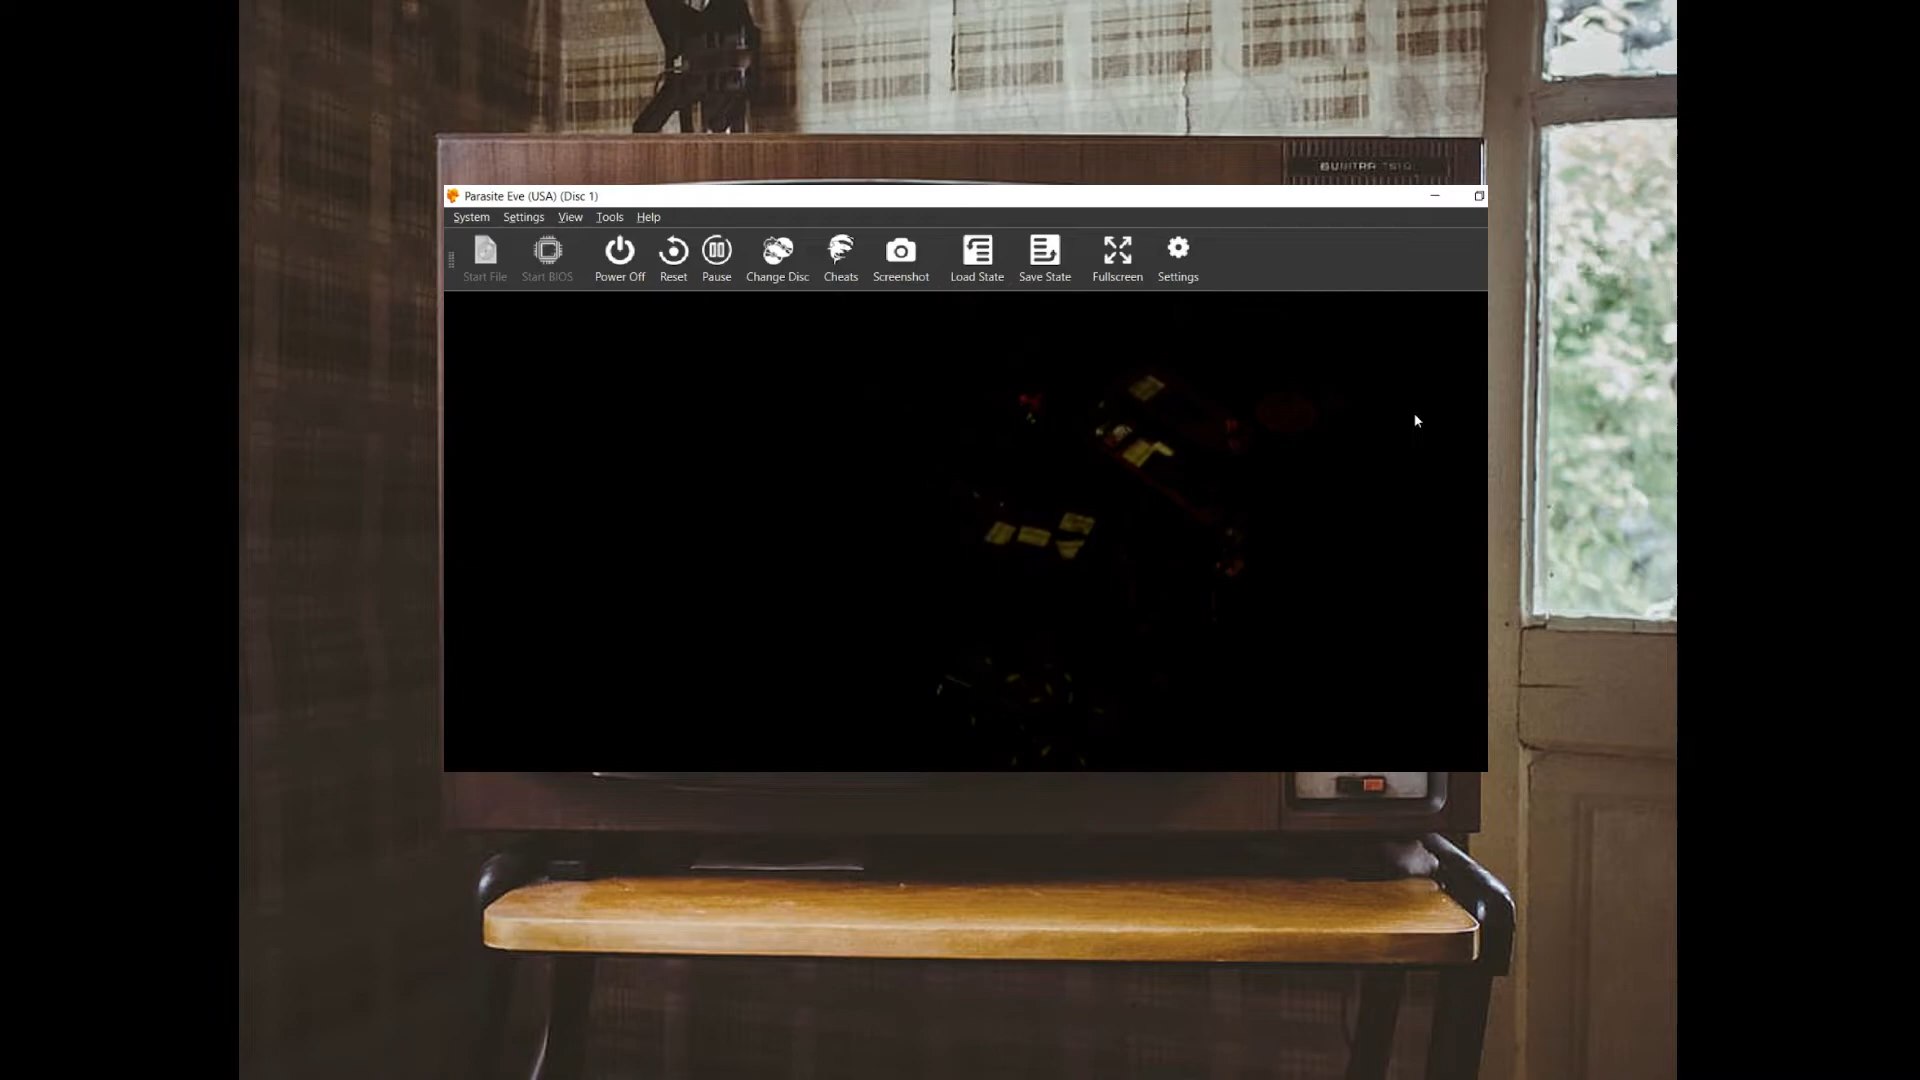 Parasite Eve (USA) (Disc 1)
System Settings View Tools Help
Start File Start BIOS Power Off Reset Pause Change Disc Cheats Screenshot Load State Save State Fullscreen Settings